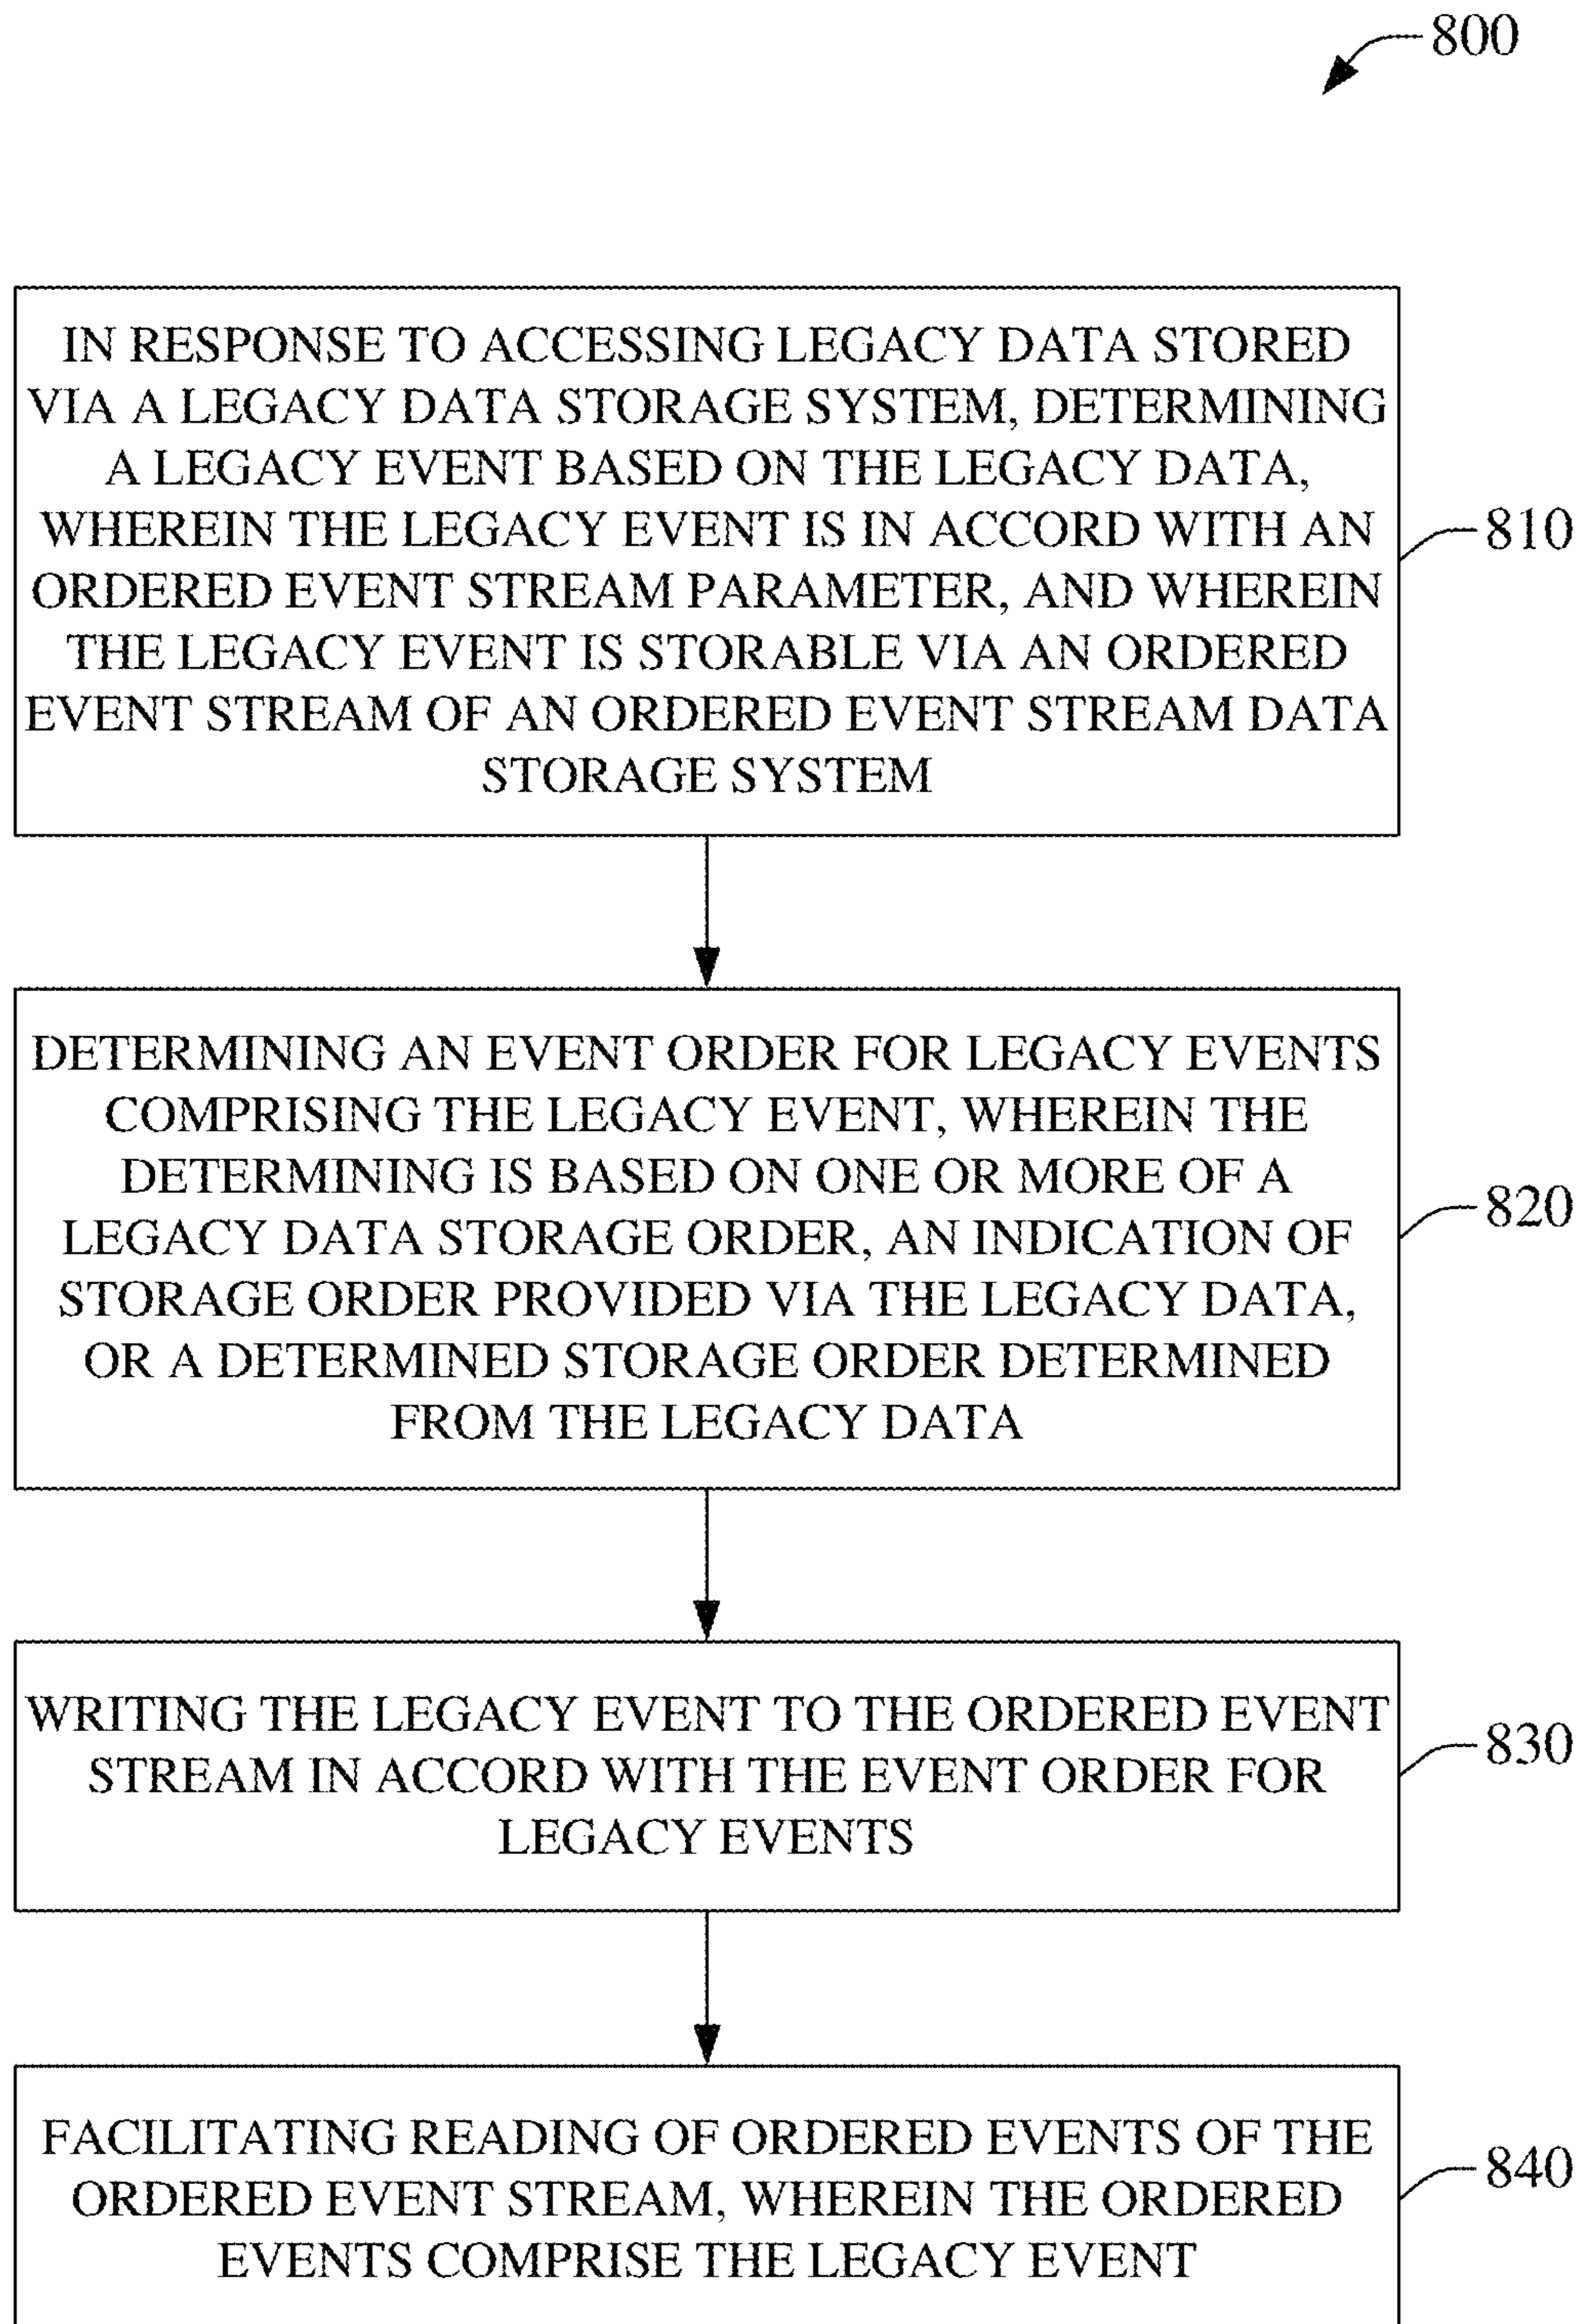 800
IN RESPONSE TO ACCESSING LEGACY DATA STORED
VIA A LEGACY DATA STORAGE SYSTEM, DETERMINING
A LEGACY EVENT BASED ON THE LEGACY DATA,
WHEREIN THE LEGACY EVENT IS IN ACCORD WITH AN
ORDERED EVENT STREAM PARAMETER, AND WHEREIN
THE LEGACY EVENT IS STORABLE VIA AN ORDERED
EVENT STREAM OF AN ORDERED EVENT STREAM DATA
STORAGE SYSTEM
810
DETERMINING AN EVENT ORDER FOR LEGACY EVENTS
COMPRISING THE LEGACY EVENT, WHEREIN THE
DETERMINING IS BASED ON ONE OR MORE OF A
LEGACY DATA STORAGE ORDER, AN INDICATION OF
STORAGE ORDER PROVIDED VIA THE LEGACY DATA,
OR A DETERMINED STORAGE ORDER DETERMINED
FROM THE LEGACY DATA
820
WRITING THE LEGACY EVENT TO THE ORDERED EVENT
STREAM IN ACCORD WITH THE EVENT ORDER FOR
LEGACY EVENTS
830
FACILITATING READING OF ORDERED EVENTS OF THE
ORDERED EVENT STREAM, WHEREIN THE ORDERED
EVENTS COMPRISE THE LEGACY EVENT
840